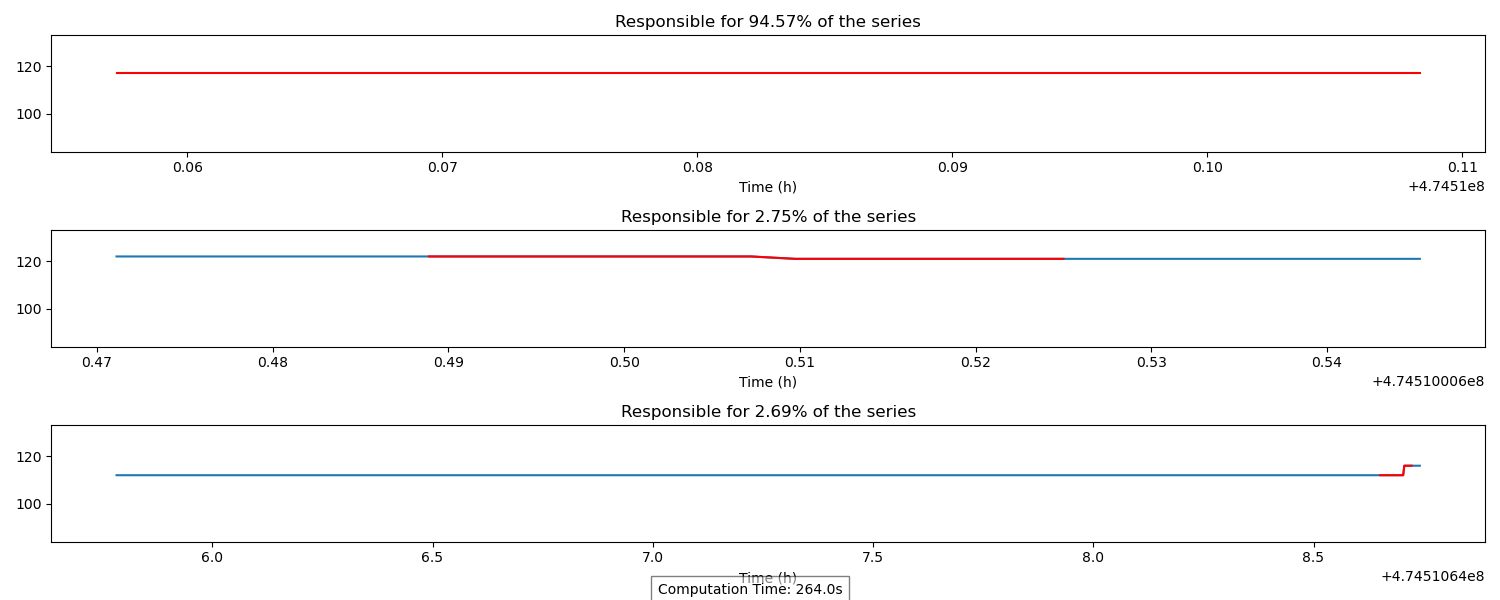 Responsible for 94.57% of the series
120
100
0.06 0.07 0.08 0.09 0.10 0.11
Time (h)
+4.7451e8
Responsible for 2.75% of the series
120
100
0.47 0.48 0.49 0.50 0.51 0.52 0.53 0.54
Time (h)
+4.74510006e8
Responsible for 2.69% of the series
120
100
6.0 6.5 7.0 7.5 8.0 8.5
Time (h)
+4.7451064e8
Computation Time: 264.0s